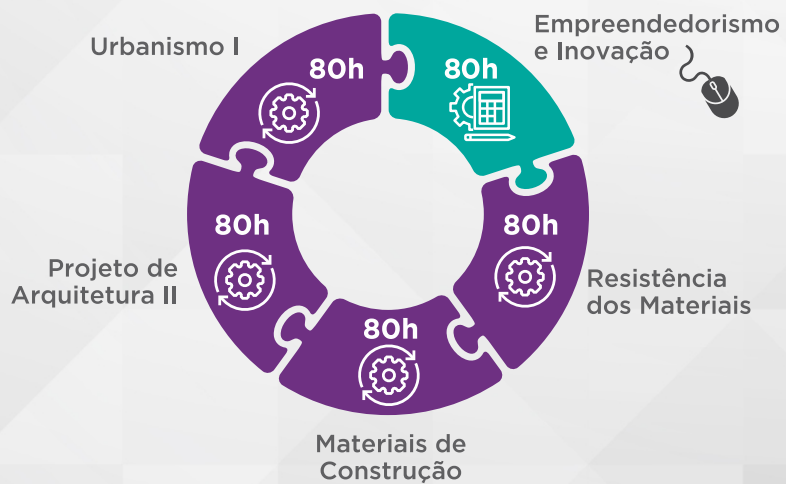 Urbanismo I
80h
80h
Empreendedorismo
e Inovação
80h
Projeto de
Arquitetura II
80h
Resistência
dos Materiais
80h
Materiais de
Construção